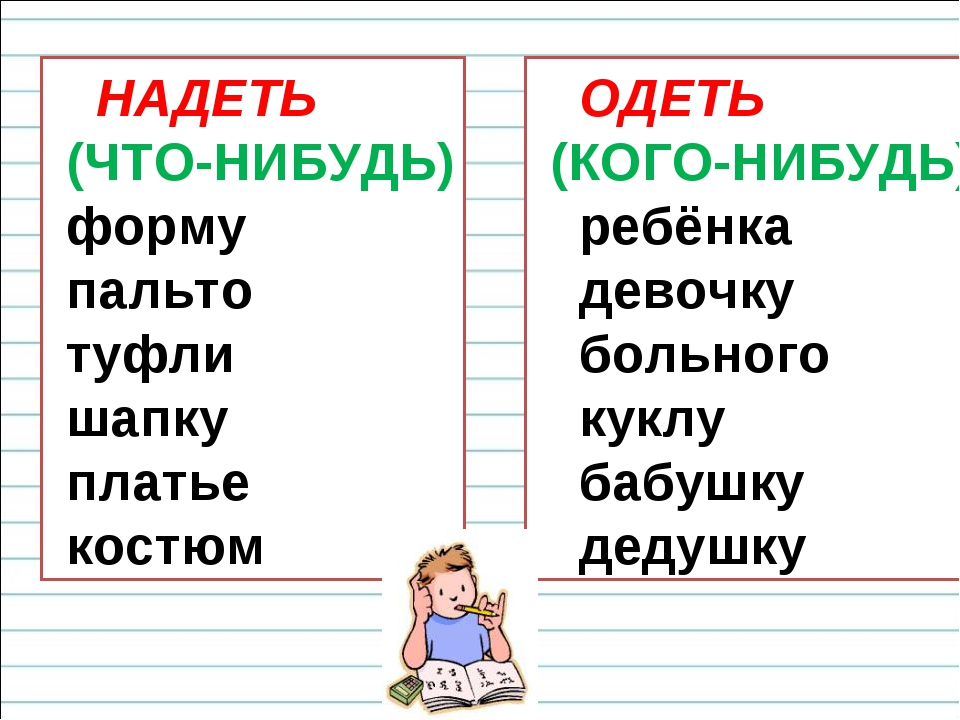 НАДЕТЬ
(ЧТО-НИБУДЬ)
форму
пальто
туфли
шапку
платье
костюм
ОДЕТЬ
(КОГО-НИБУДЬ)
ребёнка
девочку
больного
куклу
бабушку
дедушку